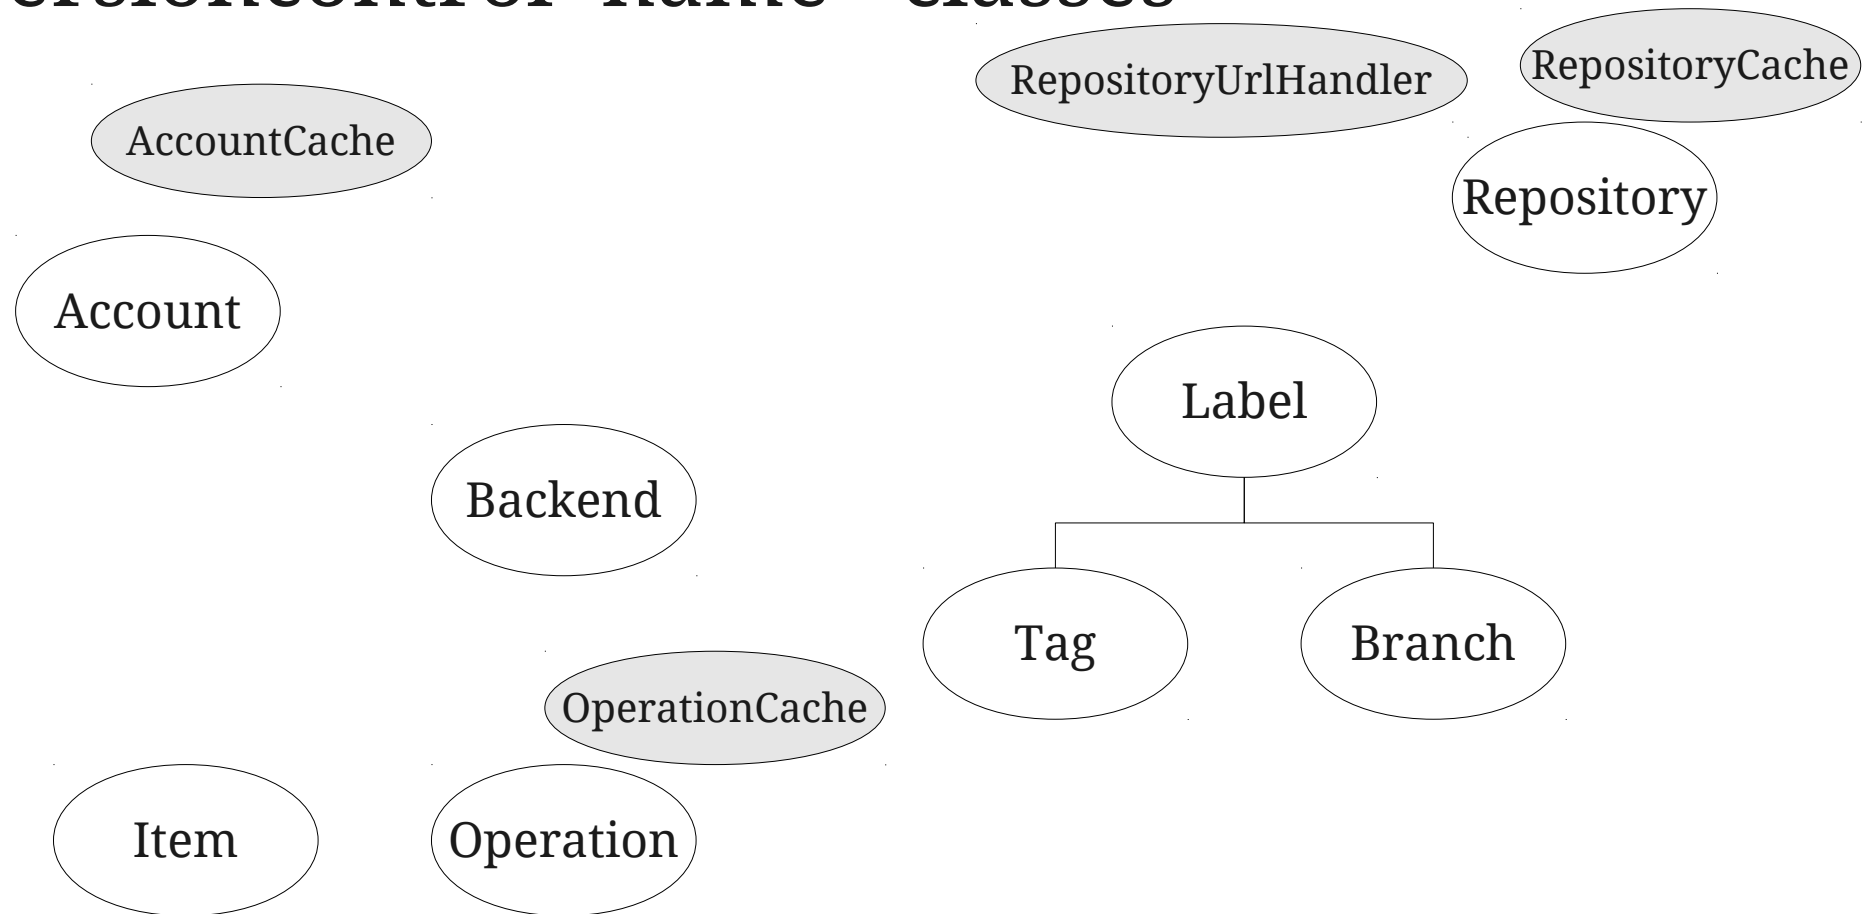 RepositoryUrlHandler
RepositoryCache
AccountCache
Repository
Account
Label
Backend
Tag
Branch
OperationCache
Item
Operation